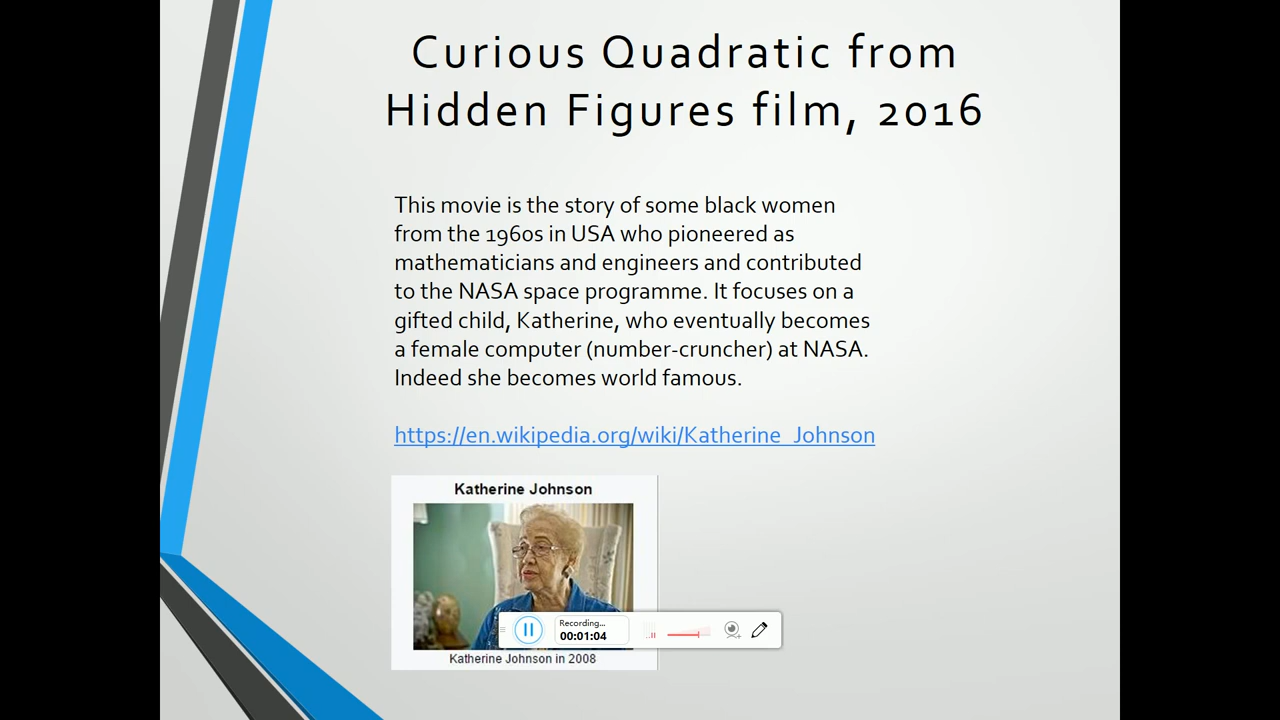 Curious Quadratic from
Hidden Figures film, 2016
This movie is the story of some black women
from the 1960s in USA who pioneered as
mathematicians and engineers and contributed
to the NASA space programme. It focuses on a
gifted child, Katherine, who eventually becomes
a female computer (number-cruncher) at NASA.
Indeed she becomes world famous.
https://en.wikipedia.org/wiki/Katherine_Johnson
Katherine Johnson
Recording...
00:01:04
Katherine Johnson in 2008